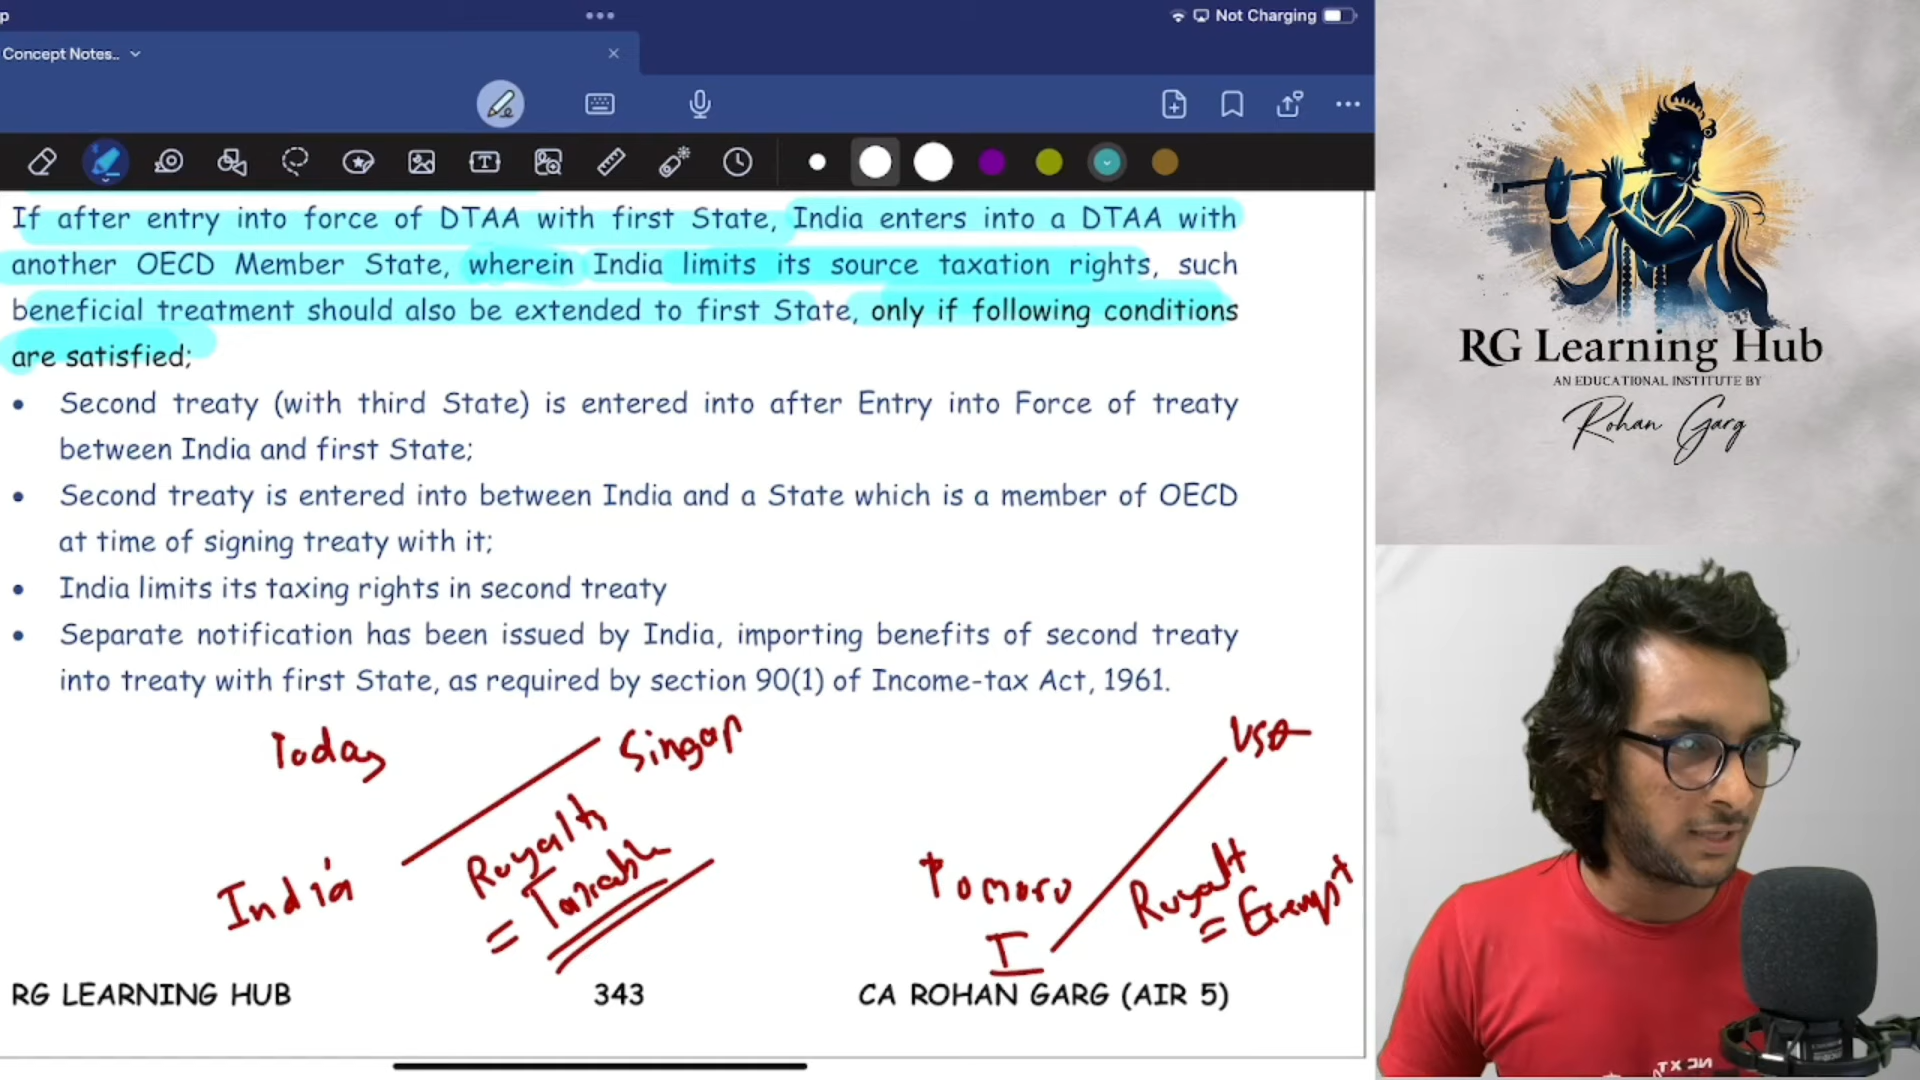 p
Not Charging
Concept Notes..
If after entry into force of DTAA with first State, India enters into a DTAA with
another OECD Member State, wherein India limits its source taxation rights, such
beneficial treatment should also be extended to first State, only if following conditions
are satisfied;
• Second treaty (with third State) is entered into after Entry into Force of treaty
between India and first State;
• Second treaty is entered into between India and a State which is a member of OECD
at time of signing treaty with it;
• India limits its taxing rights in second treaty
• Separate notification has been issued by India, importing benefits of second treaty
into treaty with first State, as required by section 90(1) of Income-tax Act, 1961.
Today
Singap
India
Royalty
= Taxable
USA
Tomoro
I
Royalt
= Exempt
RG LEARNING HUB 343 CA ROHAN GARG (AIR 5)
RG Learning Hub
AN EDUCATIONAL INSTITUTE BY
Rohan Garg